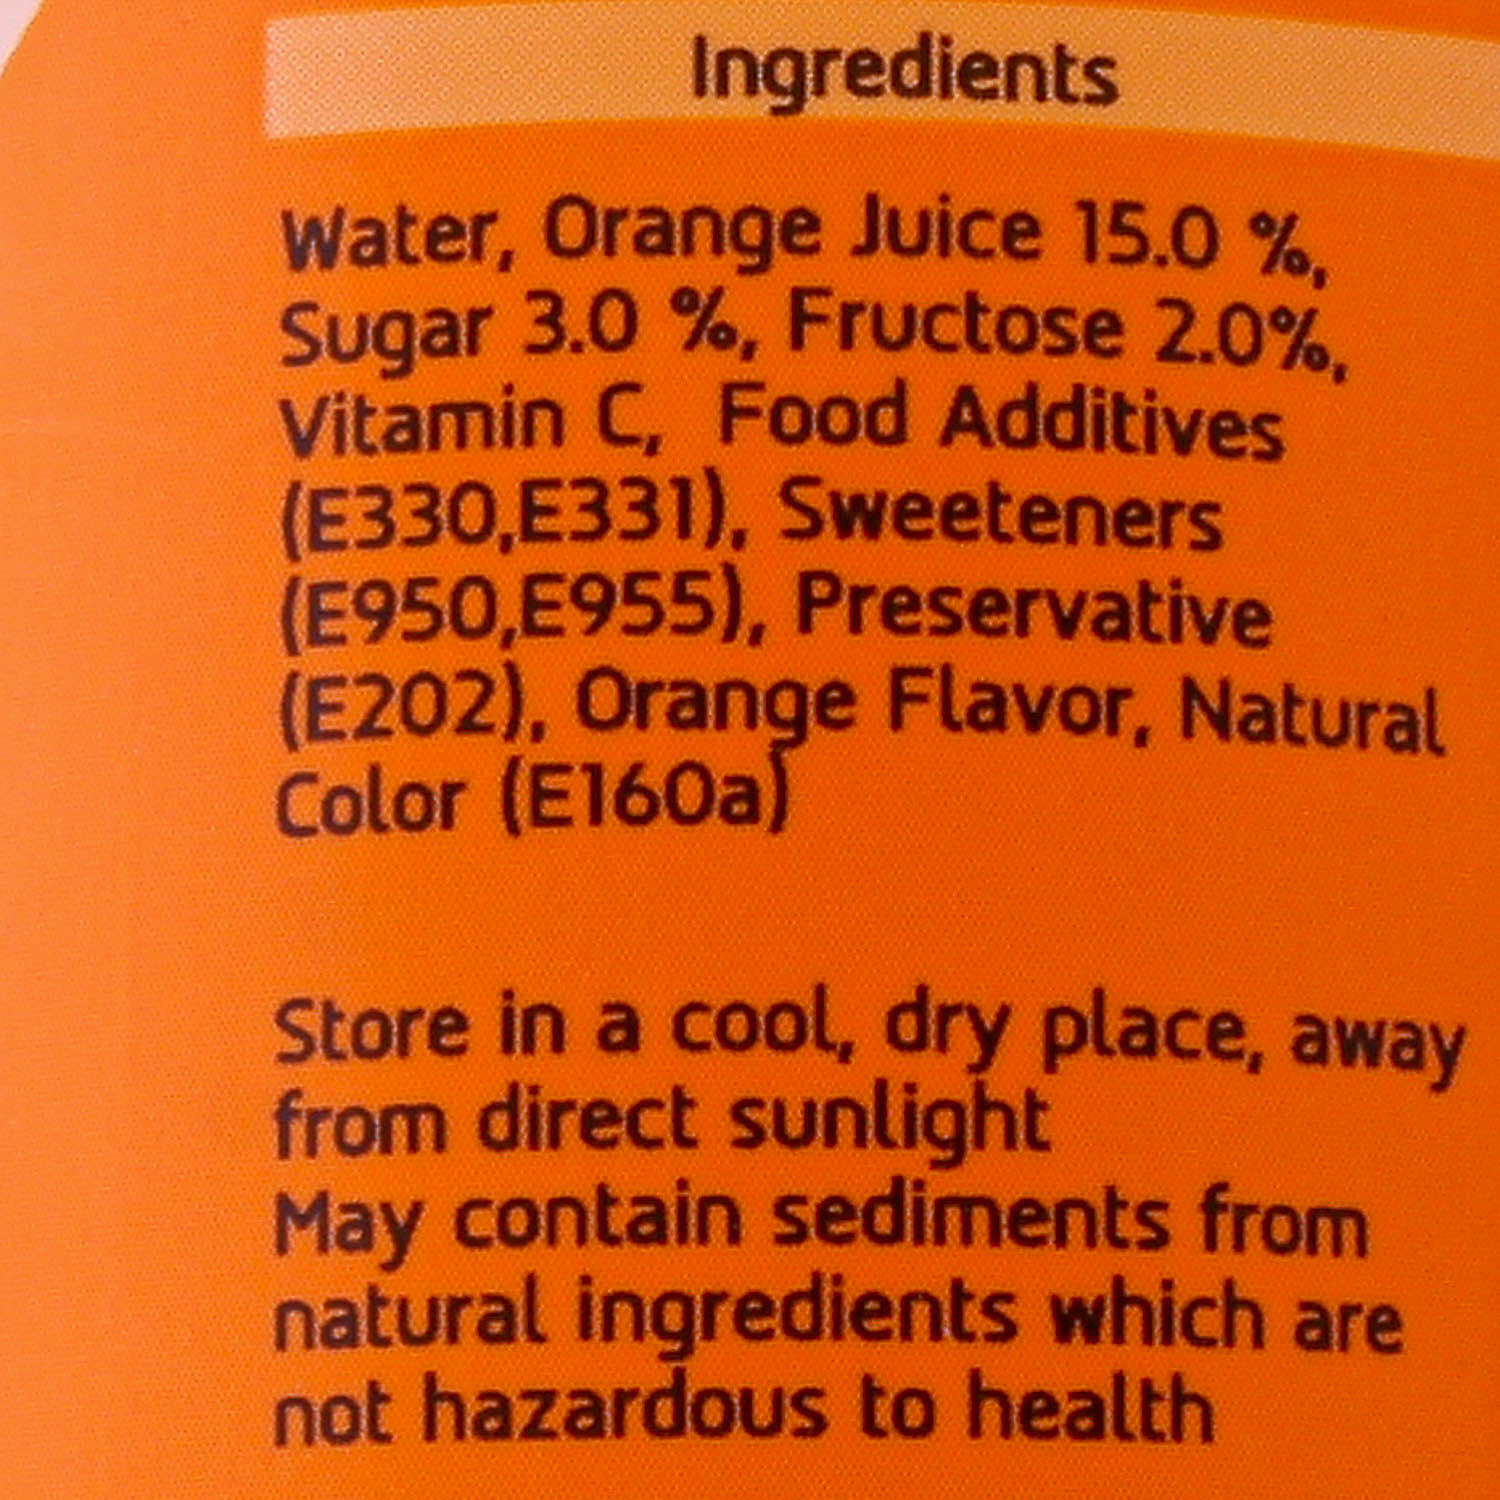 Ingredients
Water, Orange Juice 15.0 %,
Sugar 3.0 %, Fructose 2.0%,
Vitamin C, Food Additives
(E330,E331), Sweeteners
(E950,E955), Preservative
(E202), Orange Flavor, Natural
Color (E160a)
Store in a cool, dry place, away
from direct sunlight
May contain sediments from
natural ingredients which are
not hazardous to health